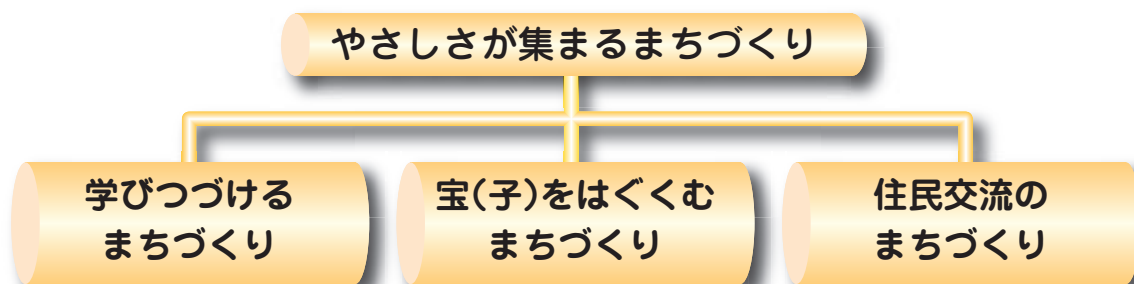 やさしさが集まるまちづくり
学びつづける
まちづくり
宝(子)をはぐくむ
まちづくり
住民交流の
まちづくり